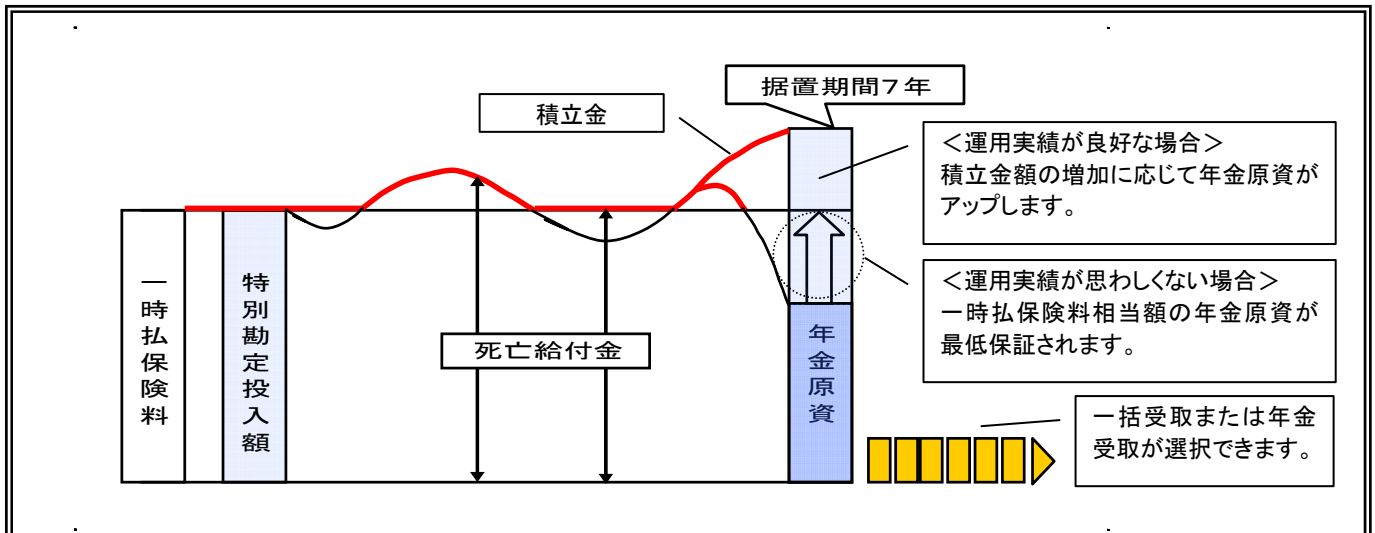 据置期間7年
積立金
＜運用実績が良好な場合＞
積立金額の増加に応じて年金原資が
アップします。
一時払保険料
特別勘定投入額
死亡給付金
年金原資
＜運用実績が思わしくない場合＞
一時払保険料相当額の年金原資が
最低保証されます。
一括受取または年金
受取が選択できます。